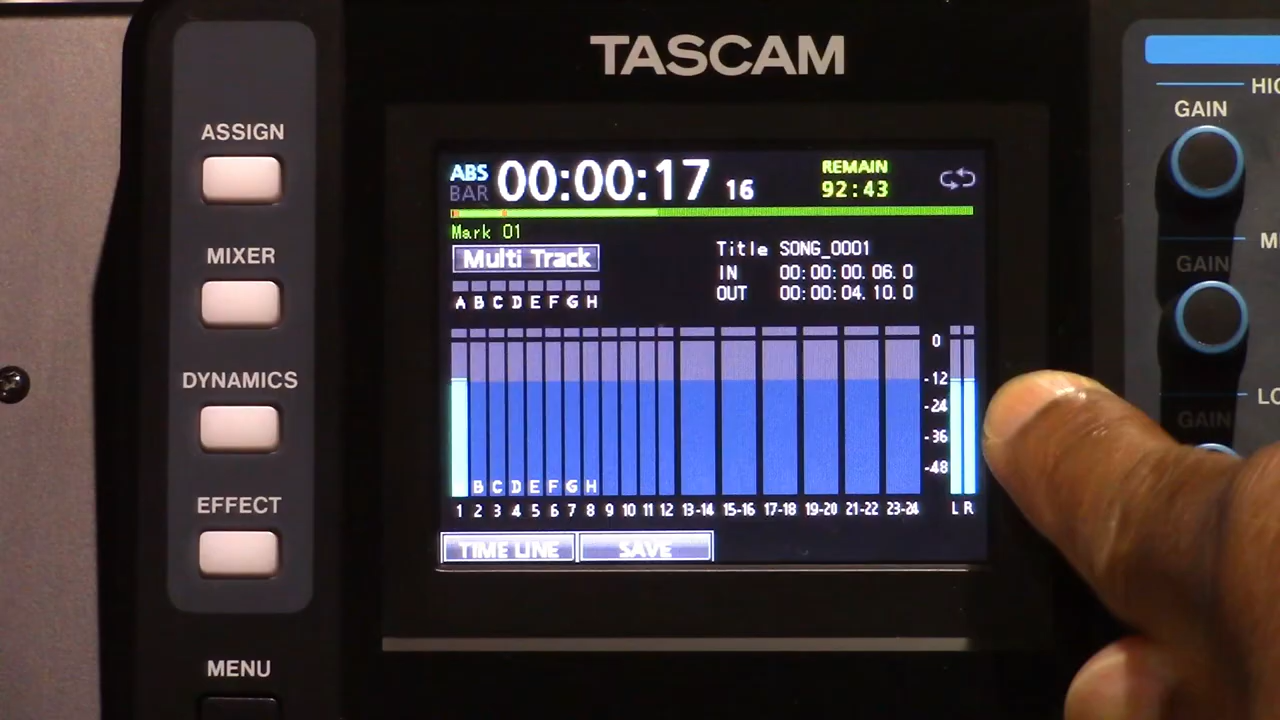 TASCAM
ASSIGN
MIXER
DYNAMICS
EFFECT
MENU
ABS
BAR
00:00:17 16
REMAIN
92:43
Mark 01
Multi Track
Title SONG_0001
IN 00:00:00.06.0
OUT 00:00:04.10.0
A B C D E F G H
0
-12
-24
-36
-48
B C D E F G H
1 2 3 4 5 6 7 8 9 10 11 12 13-14 15-16 17-18 19-20 21-22 23-24 L R
TIME LINE SAVE
GAIN
GAIN
GAIN